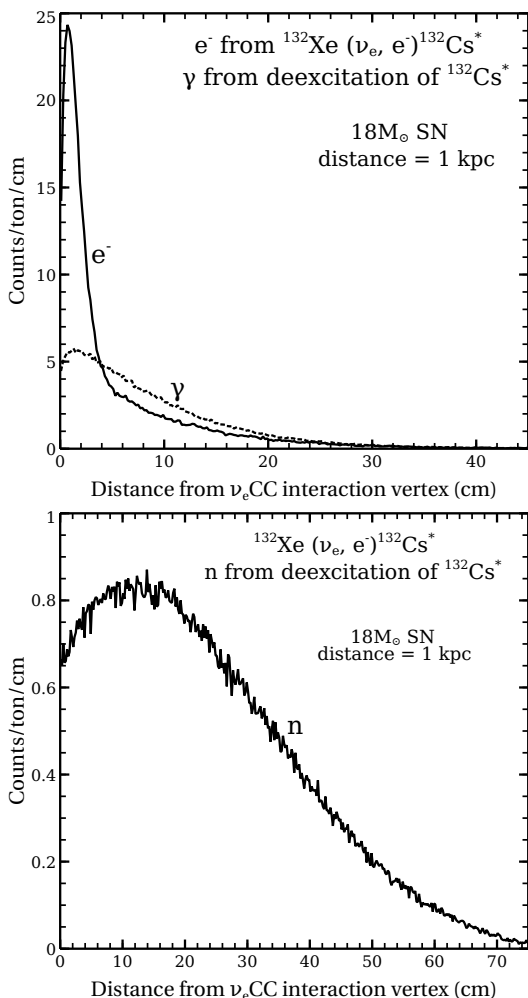 25
20
15
10
5
0
Counts/ton/cm
e⁻ from ¹³²Xe (νₑ, e⁻)¹³²Cs*
γ from deexcitation of ¹³²Cs*
18M☉ SN
distance = 1 kpc
e⁻
γ
0 10 20 30 40
Distance from νₑCC interaction vertex (cm)
1
0.8
0.6
0.4
0.2
0
Counts/ton/cm
¹³²Xe (νₑ, e⁻)¹³²Cs*
n from deexcitation of ¹³²Cs*
18M☉ SN
distance = 1 kpc
n
0 10 20 30 40 50 60 70
Distance from νₑCC interaction vertex (cm)